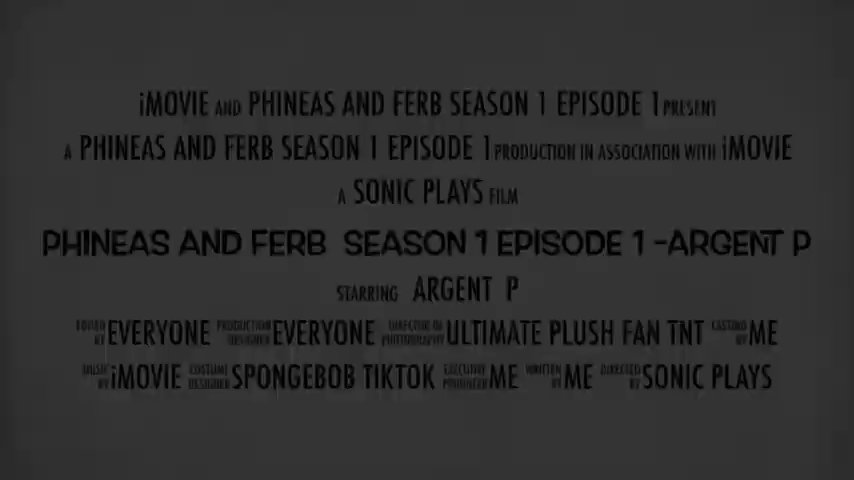 iMOVIE AND PHINEAS AND FERB SEASON 1 EPISODE 1 PRESENT
A PHINEAS AND FERB SEASON 1 EPISODE 1 PRODUCTION IN ASSOCIATION WITH iMOVIE
A SONIC PLAYS FILM
PHINEAS AND FERB SEASON 1 EPISODE 1 -ARGENT P
STARRING ARGENT P
EDITED BY EVERYONE PRODUCTION DESIGNER EVERYONE DIRECTOR OF PHOTOGRAPHY ULTIMATE PLUSH FAN TNT CASTING BY ME
MUSIC BY iMOVIE COSTUME DESIGNER SPONGEBOB TIKTOK EXECUTIVE PRODUCER ME WRITTEN BY ME DIRECTED BY SONIC PLAYS